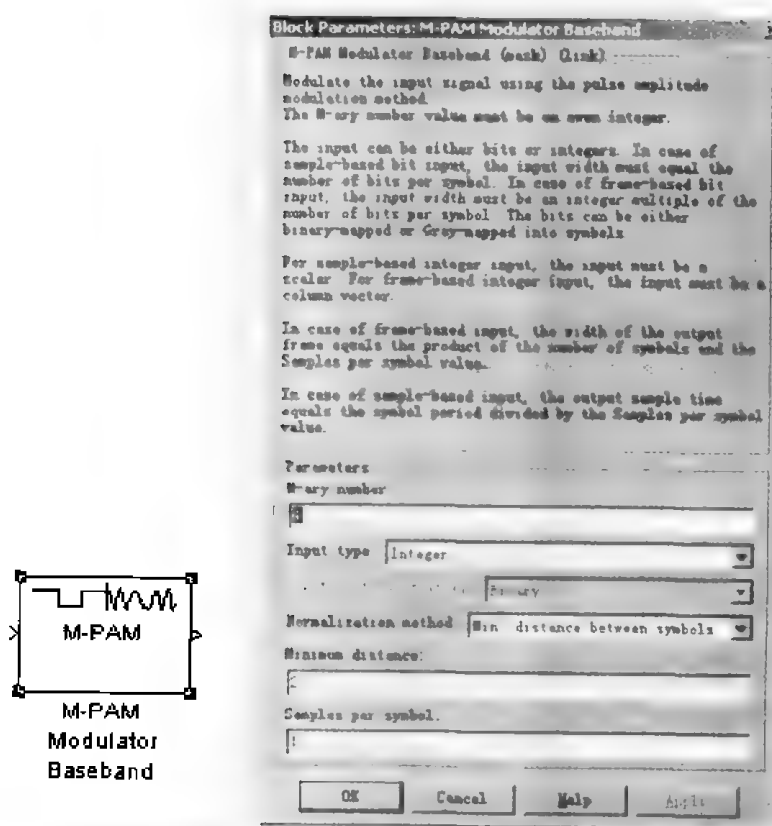 Block Parameters: M-PAM Modulator Baseband
M-PAM Modulator Baseband (mask) (link)
Modulate the input signal using the pulse amplitude
modulation method.
The M-ary number value must be an even integer.
The input can be either bits or integers. In case of
sample-based bit input, the input width must equal the
number of bits per symbol. In case of frame-based bit
input, the input width must be an integer multiple of the
number of bits per symbol. The bits can be either
binary-mapped or Gray-mapped into symbols
For sample-based integer input, the input must be a
scalar. For frame-based integer input, the input must be a
column vector.
In case of frame-based input, the width of the output
frame equals the product of the number of symbols and the
Samples per symbol value.
In case of sample-based input, the output sample time
equals the symbol period divided by the Samples per symbol
value.
Parameters
M-ary number
Input type Integer
Binary
Normalization method Min. distance between symbols
Minimum distance:
2
Samples per symbol:
1
OK Cancel Help Apply
M-PAM
M-PAM
Modulator
Baseband